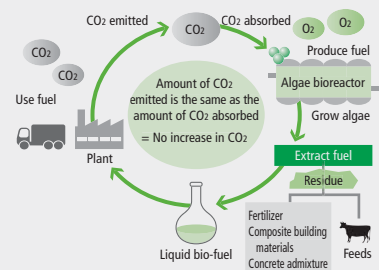 CO₂ emitted
CO₂ absorbed
CO₂
O₂
O₂
CO₂
CO₂
Use fuel
Plant
Amount of CO₂
emitted is the same as the
amount of CO₂ absorbed
= No increase in CO₂
Produce fuel
Algae bioreactor
Grow algae
Extract fuel
Residue
Liquid bio-fuel
Fertilizer
Composite building
materials
Concrete admixture
Feeds